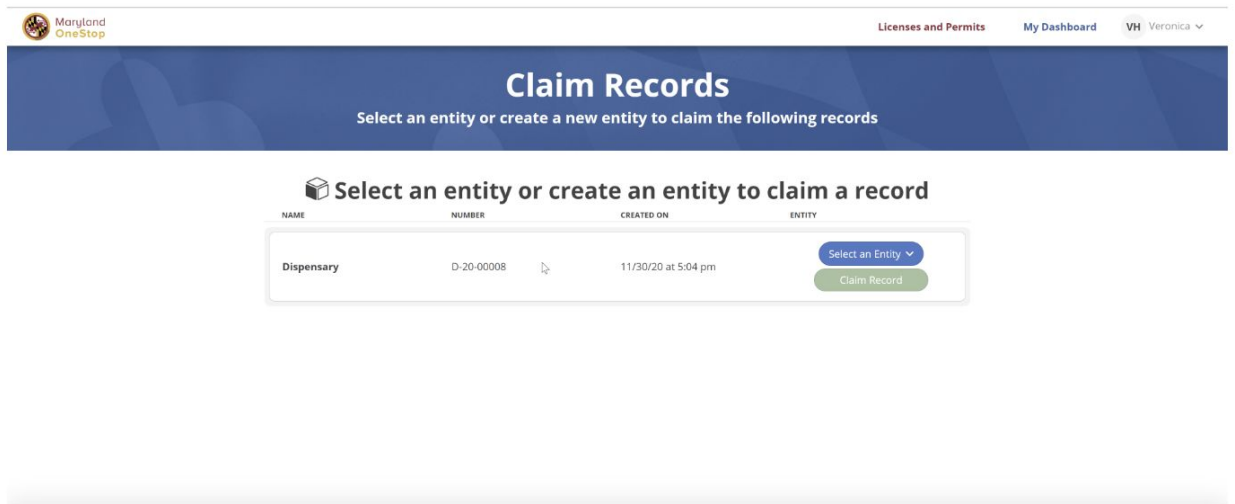 Maryland
OneStop
Licenses and Permits
My Dashboard
VH Veronica
Claim Records
Select an entity or create a new entity to claim the following records
Select an entity or create an entity to claim a record
NAME NUMBER CREATED ON ENTITY
Dispensary D-20-00008 11/30/20 at 5:04 pm Select an Entity
Claim Record